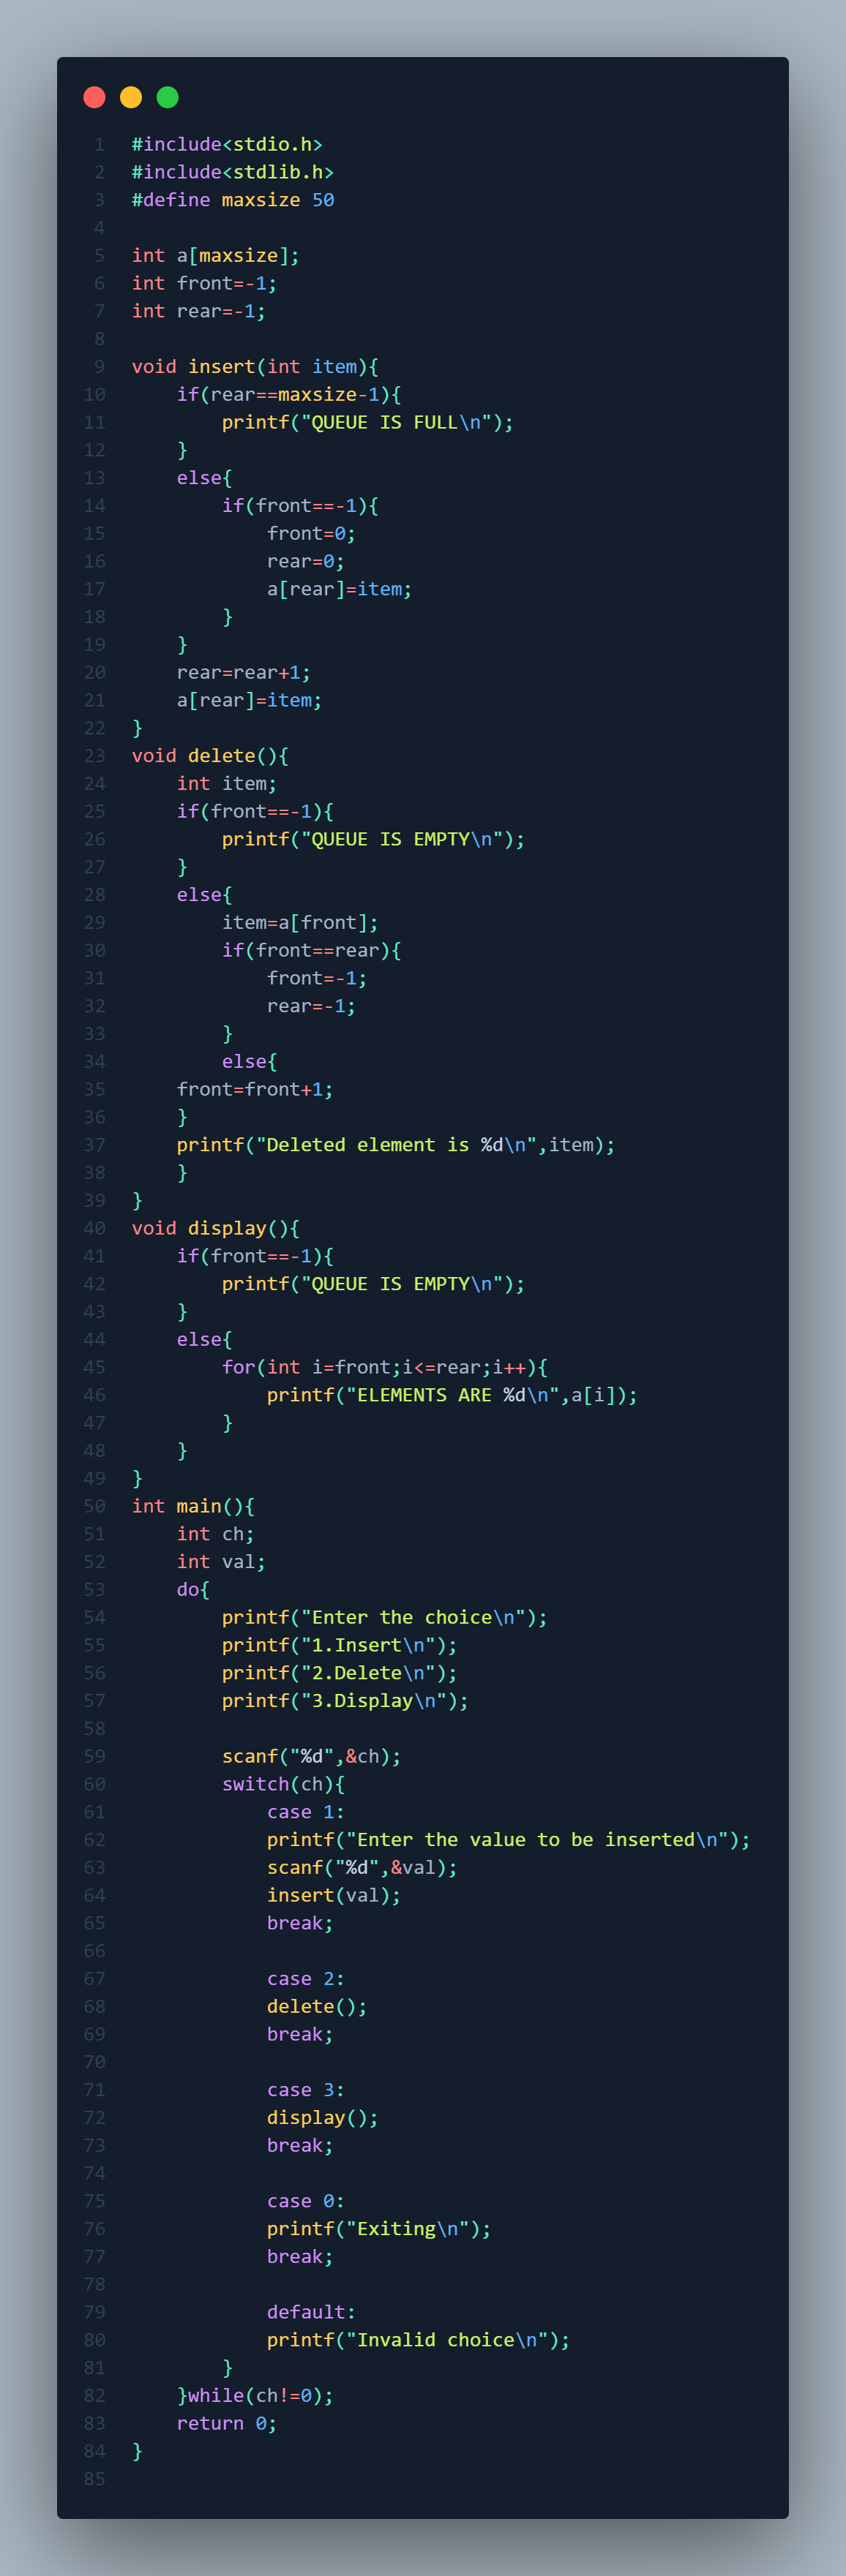 1 #include<stdio.h>
2 #include<stdlib.h>
3 #define maxsize 50
4
5 int a[maxsize];
6 int front=-1;
7 int rear=-1;
8
9 void insert(int item){
10     if(rear==maxsize-1){
11         printf("QUEUE IS FULL\n");
12     }
13     else{
14         if(front==-1){
15             front=0;
16             rear=0;
17             a[rear]=item;
18         }
19     }
20     rear=rear+1;
21     a[rear]=item;
22 }
23 void delete(){
24     int item;
25     if(front==-1){
26         printf("QUEUE IS EMPTY\n");
27     }
28     else{
29         item=a[front];
30         if(front==rear){
31             front=-1;
32             rear=-1;
33         }
34         else{
35     front=front+1;
36     }
37     printf("Deleted element is %d\n",item);
38     }
39 }
40 void display(){
41     if(front==-1){
42         printf("QUEUE IS EMPTY\n");
43     }
44     else{
45         for(int i=front;i<=rear;i++){
46             printf("ELEMENTS ARE %d\n",a[i]);
47         }
48     }
49 }
50 int main(){
51     int ch;
52     int val;
53     do{
54         printf("Enter the choice\n");
55         printf("1.Insert\n");
56         printf("2.Delete\n");
57         printf("3.Display\n");
58
59         scanf("%d",&ch);
60         switch(ch){
61             case 1:
62             printf("Enter the value to be inserted\n");
63             scanf("%d",&val);
64             insert(val);
65             break;
66
67             case 2:
68             delete();
69             break;
70
71             case 3:
72             display();
73             break;
74
75             case 0:
76             printf("Exiting\n");
77             break;
78
79             default:
80             printf("Invalid choice\n");
81         }
82     }while(ch!=0);
83     return 0;
84 }
85